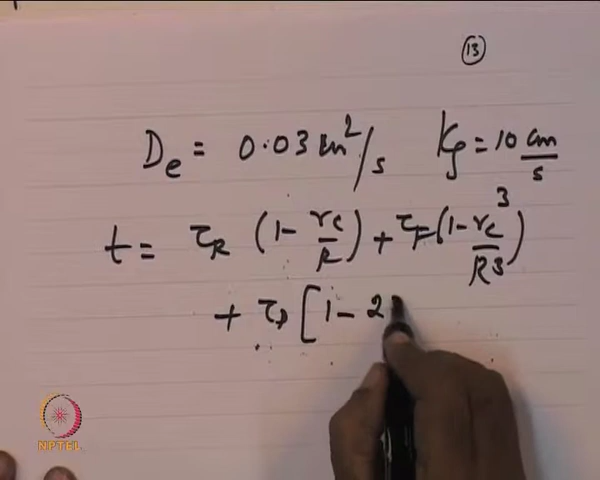 13
De = 0.03 cm²/s   kg = 10 cm/s
t = τR (1 - rc/R) + τF (1 - rc³/R³)
+ τD [1 - 2
NPTEL